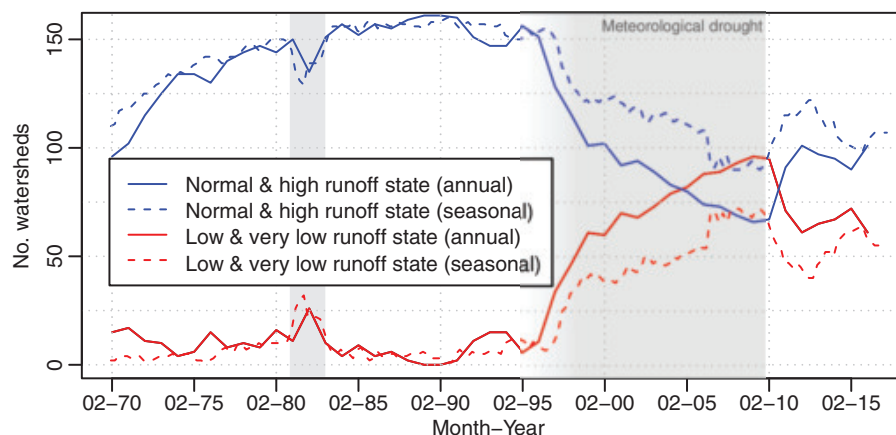 Meteorological drought
150
100
50
0
No. watersheds
Normal & high runoff state (annual)
Normal & high runoff state (seasonal)
Low & very low runoff state (annual)
Low & very low runoff state (seasonal)
02−70 02−75 02−80 02−85 02−90 02−95 02−00 02−05 02−10 02−15
Month−Year